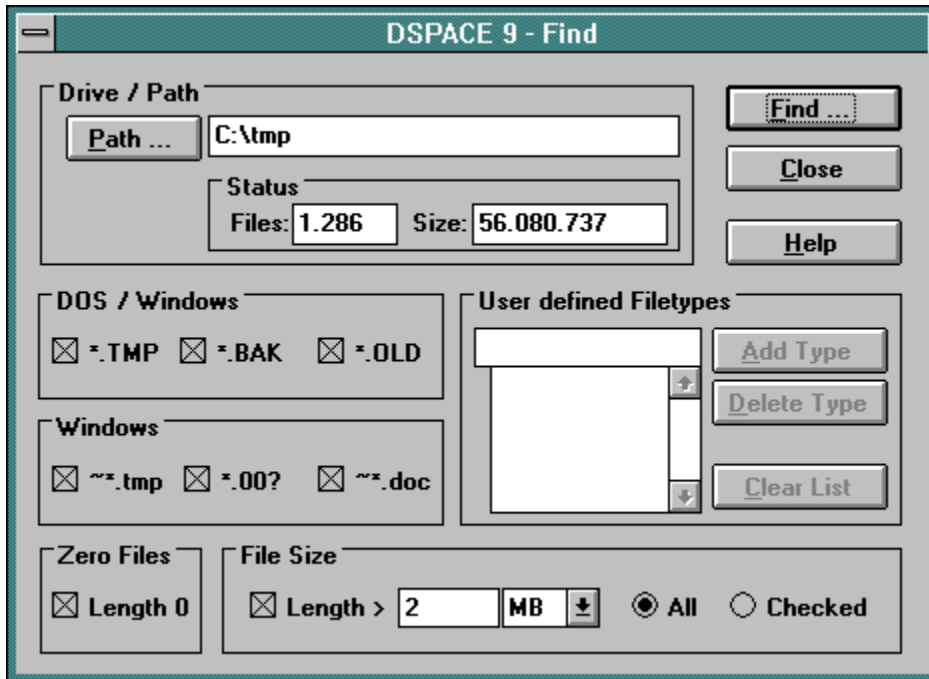 DSPACE 9 - Find
Drive / Path
Path ...
C:\tmp
Find ...
Close
Status
Files: 1.286 Size: 56.080.737
Help
DOS / Windows
*.TMP *.BAK *.OLD
User defined Filetypes
Add Type
Delete Type
Clear List
Windows
~*.tmp *.00? ~*.doc
Zero Files
Length 0
File Size
Length > 2 MB All Checked